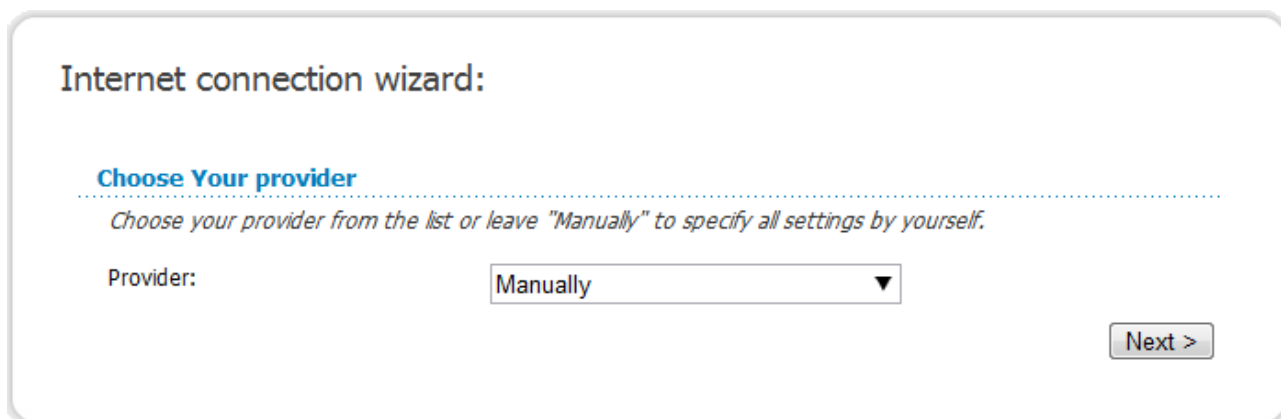 Internet connection wizard:
Choose Your provider
Choose your provider from the list or leave "Manually" to specify all settings by yourself.
Provider:
Manually
Next >